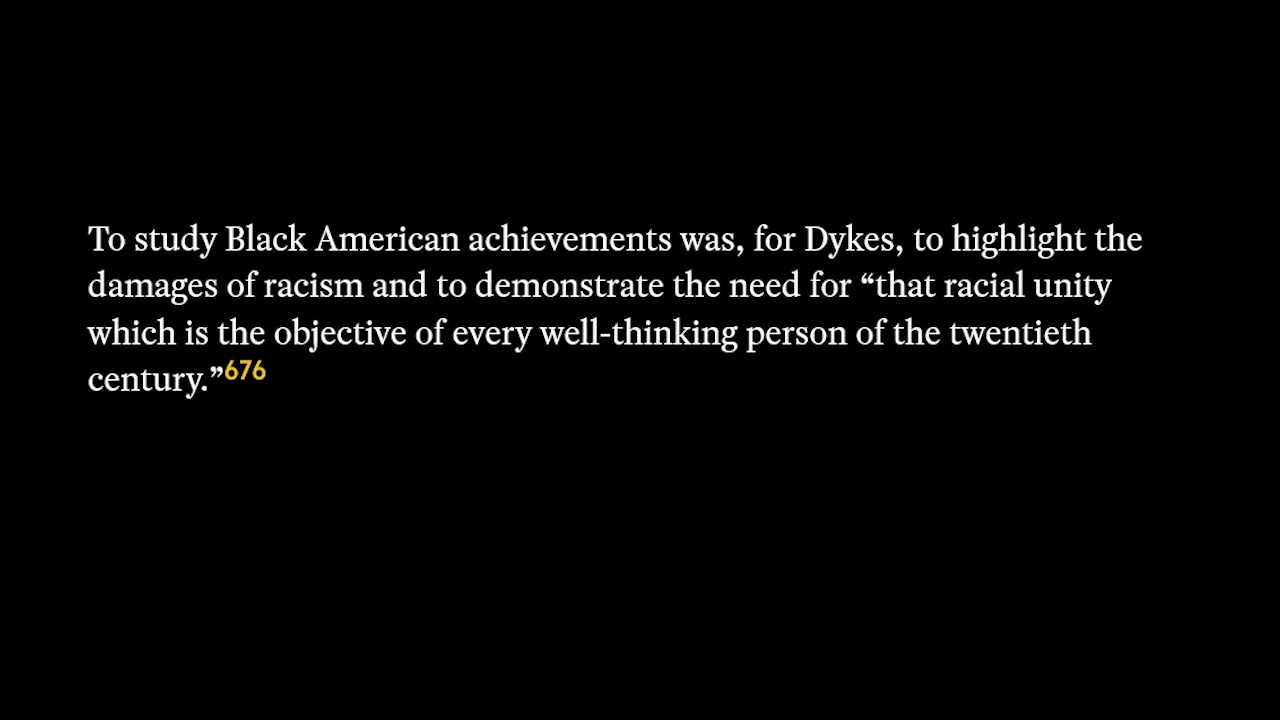 To study Black American achievements was, for Dykes, to highlight the
damages of racism and to demonstrate the need for “that racial unity
which is the objective of every well-thinking person of the twentieth
century.”676